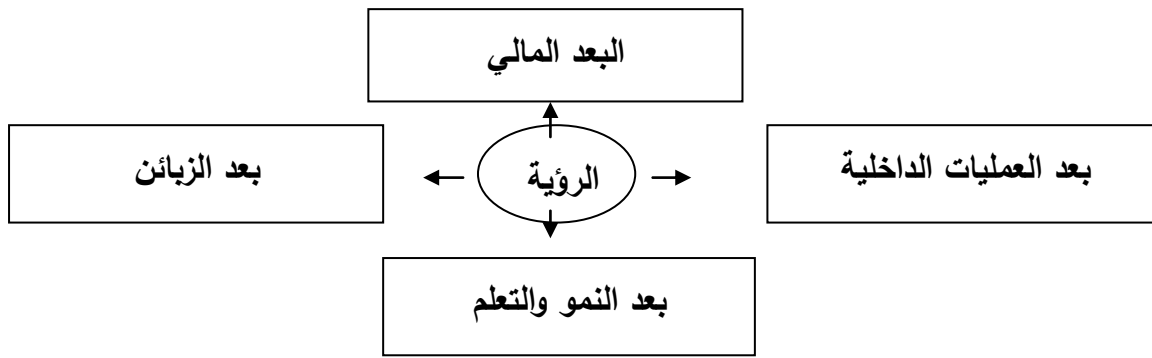 البعد المالي
بعد العمليات الداخلية
الرؤية
بعد الزبائن
بعد النمو والتعلم